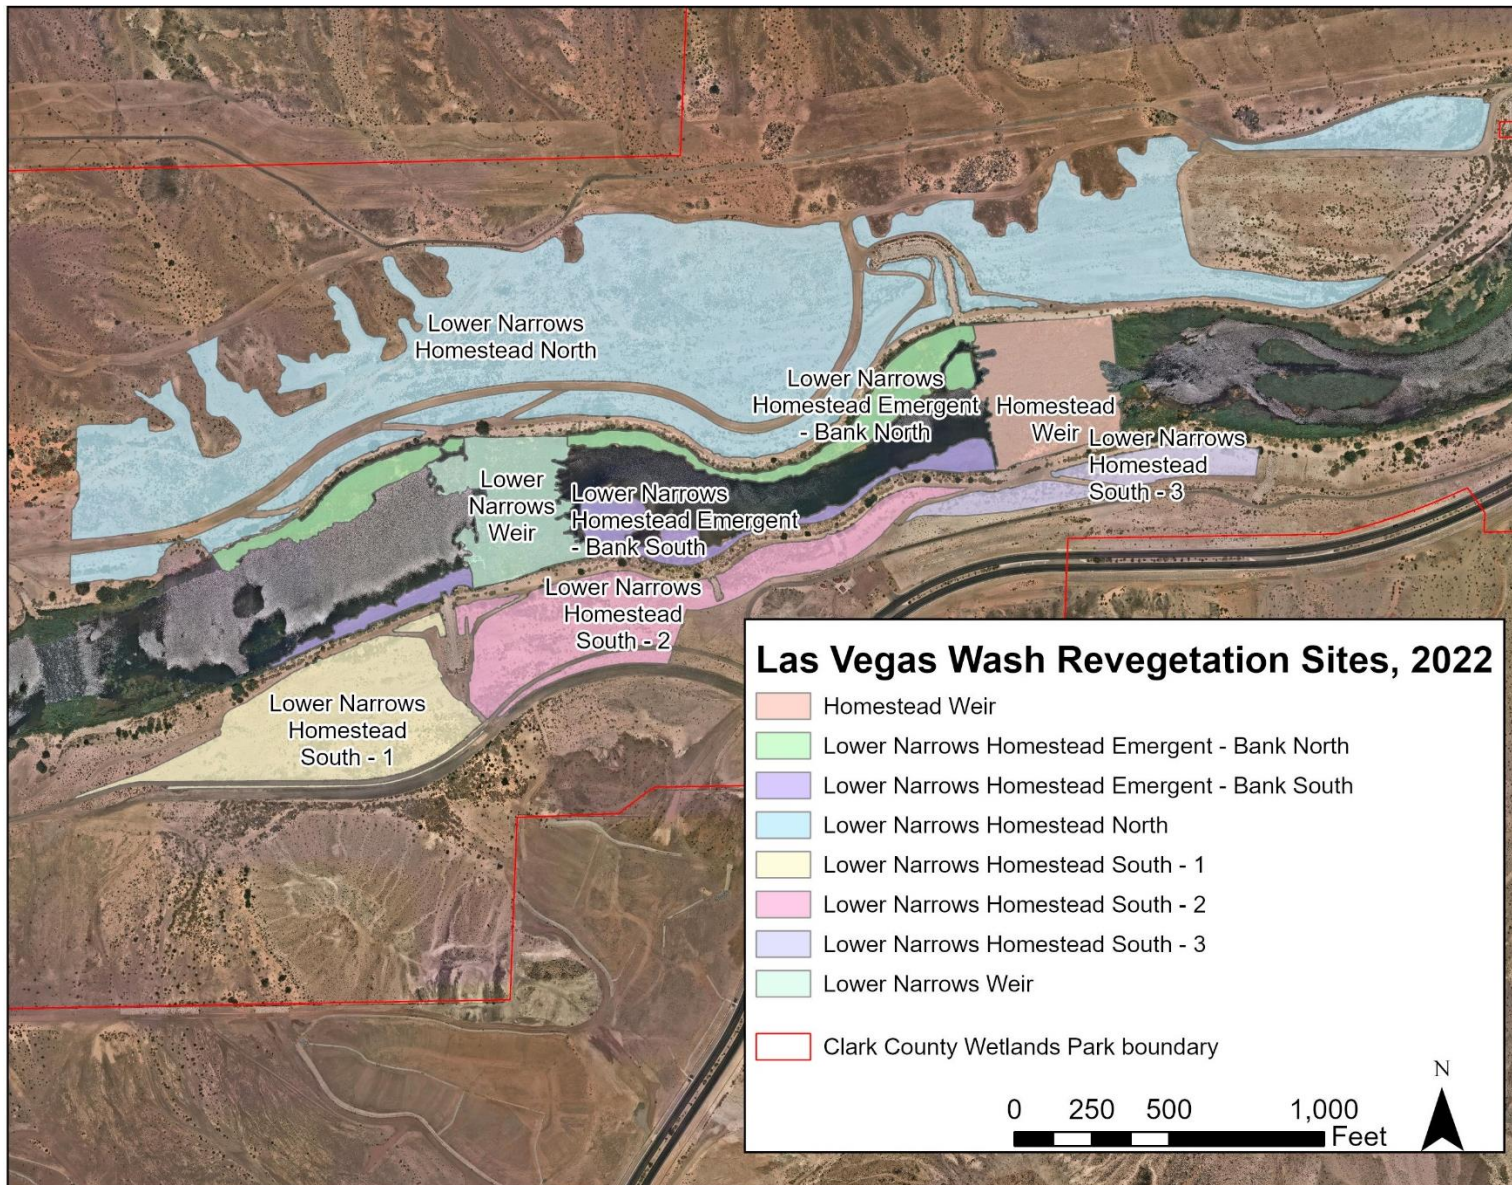 Lower Narrows
Homestead North
Lower Narrows
Homestead Emergent
- Bank North
Homestead
Weir
Lower Narrows
Homestead
South - 3
Lower
Narrows
Weir
Lower Narrows
Homestead Emergent
- Bank South
Lower Narrows
Homestead
South - 2
Lower Narrows
Homestead
South - 1
Las Vegas Wash Revegetation Sites, 2022
Homestead Weir
Lower Narrows Homestead Emergent - Bank North
Lower Narrows Homestead Emergent - Bank South
Lower Narrows Homestead North
Lower Narrows Homestead South - 1
Lower Narrows Homestead South - 2
Lower Narrows Homestead South - 3
Lower Narrows Weir
Clark County Wetlands Park boundary
N
0 250 500 1,000
Feet